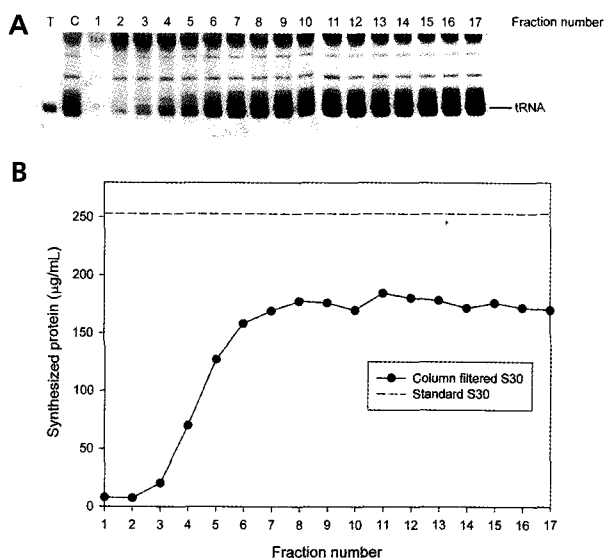 A
T C 1 2 3 4 5 6 7 8 9 10 11 12 13 14 15 16 17 Fraction number
tRNA
B
Synthesized protein (µg/mL)
250
200
150
100
50
0
Column filtered S30
Standard S30
1 2 3 4 5 6 7 8 9 10 11 12 13 14 15 16 17
Fraction number